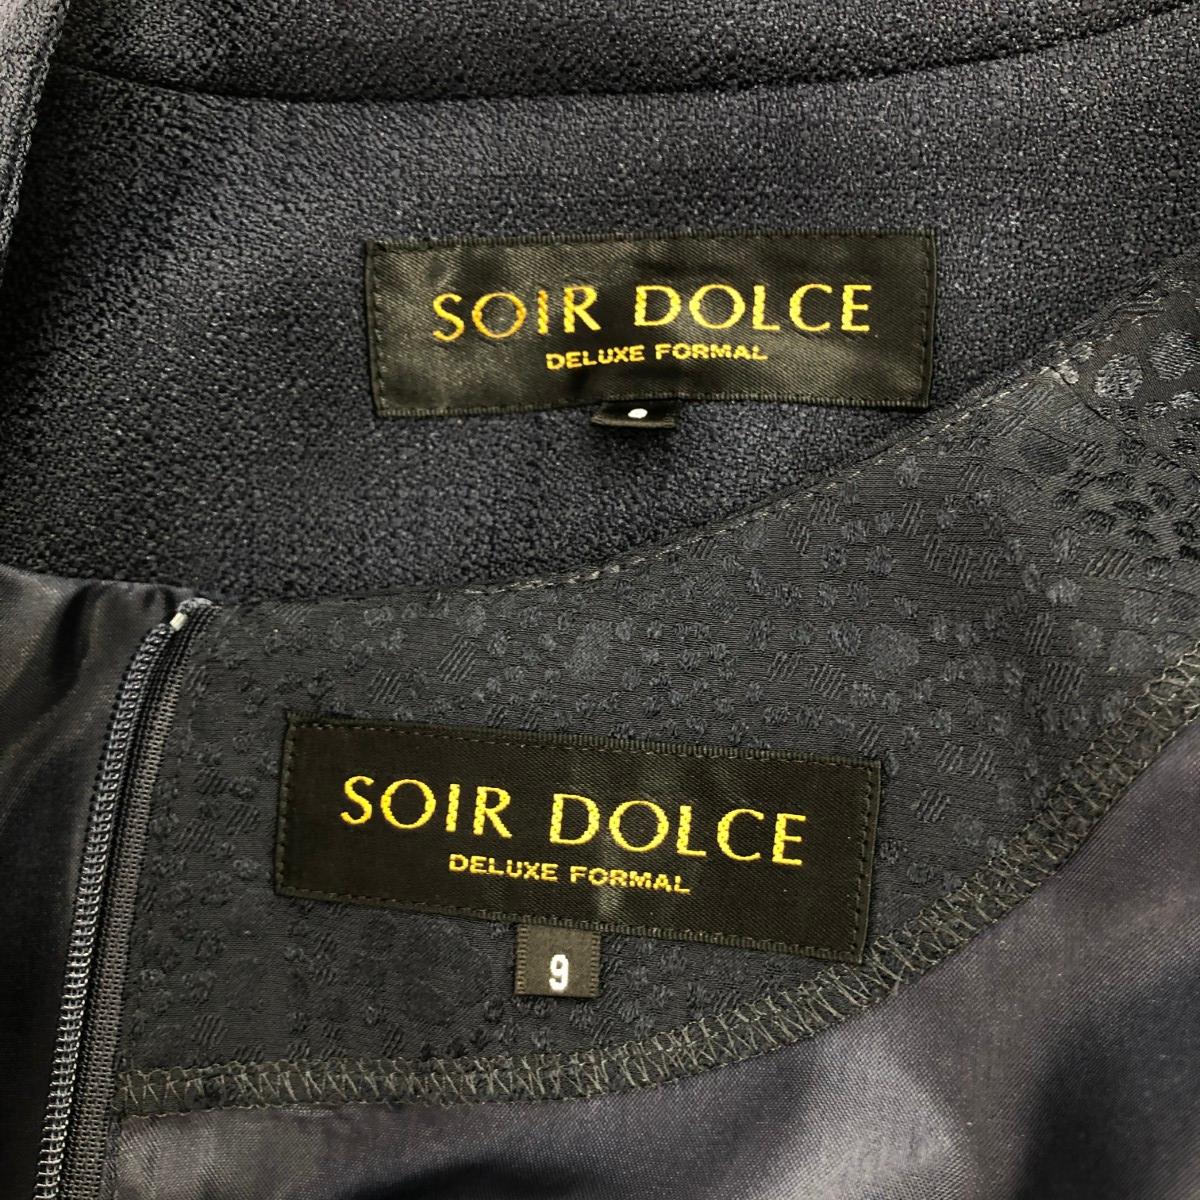 SOIR DOLCE
DELUXE FORMAL
SOIR DOLCE
DELUXE FORMAL
9